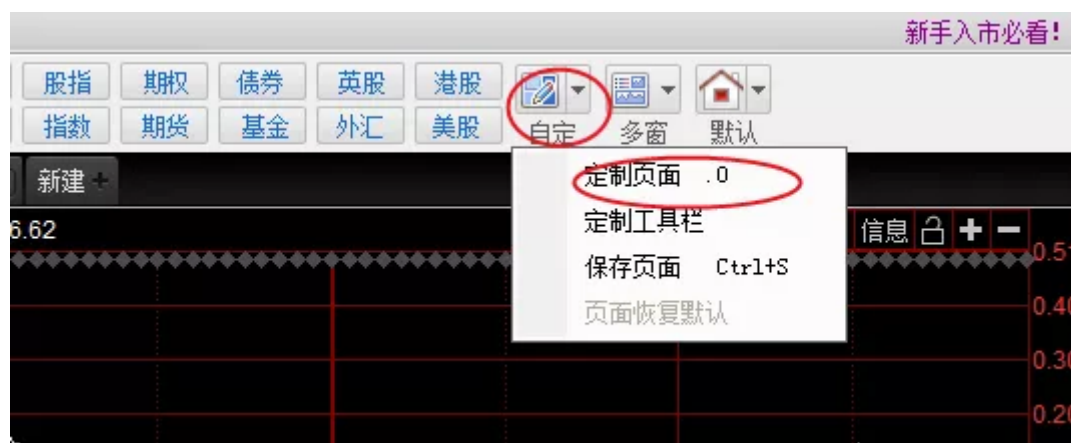 新手入市必看!
股指 期权 债券 英股 港股
指数 期货 基金 外汇 美股 自定 多窗 默认
新建 +
定制页面 .0
6.62
定制工具栏
信息
保存页面 Ctrl+S
页面恢复默认
0.40
0.30
0.20